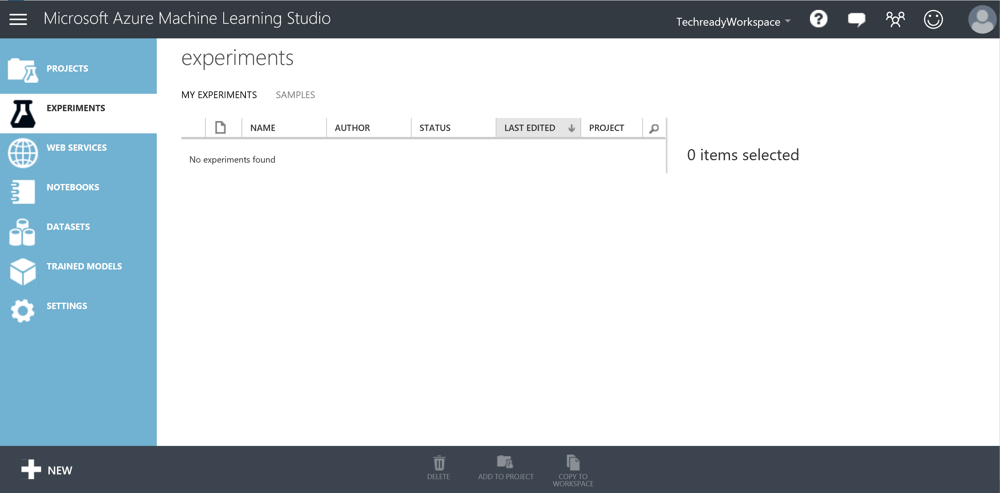 Microsoft Azure Machine Learning Studio
TechreadyWorkspace
?
PROJECTS
EXPERIMENTS
WEB SERVICES
NOTEBOOKS
DATASETS
TRAINED MODELS
SETTINGS
experiments
MY EXPERIMENTS SAMPLES
NAME AUTHOR STATUS LAST EDITED PROJECT
No experiments found
0 items selected
NEW
DELETE
ADD TO PROJECT
COPY TO
WORKSPACE